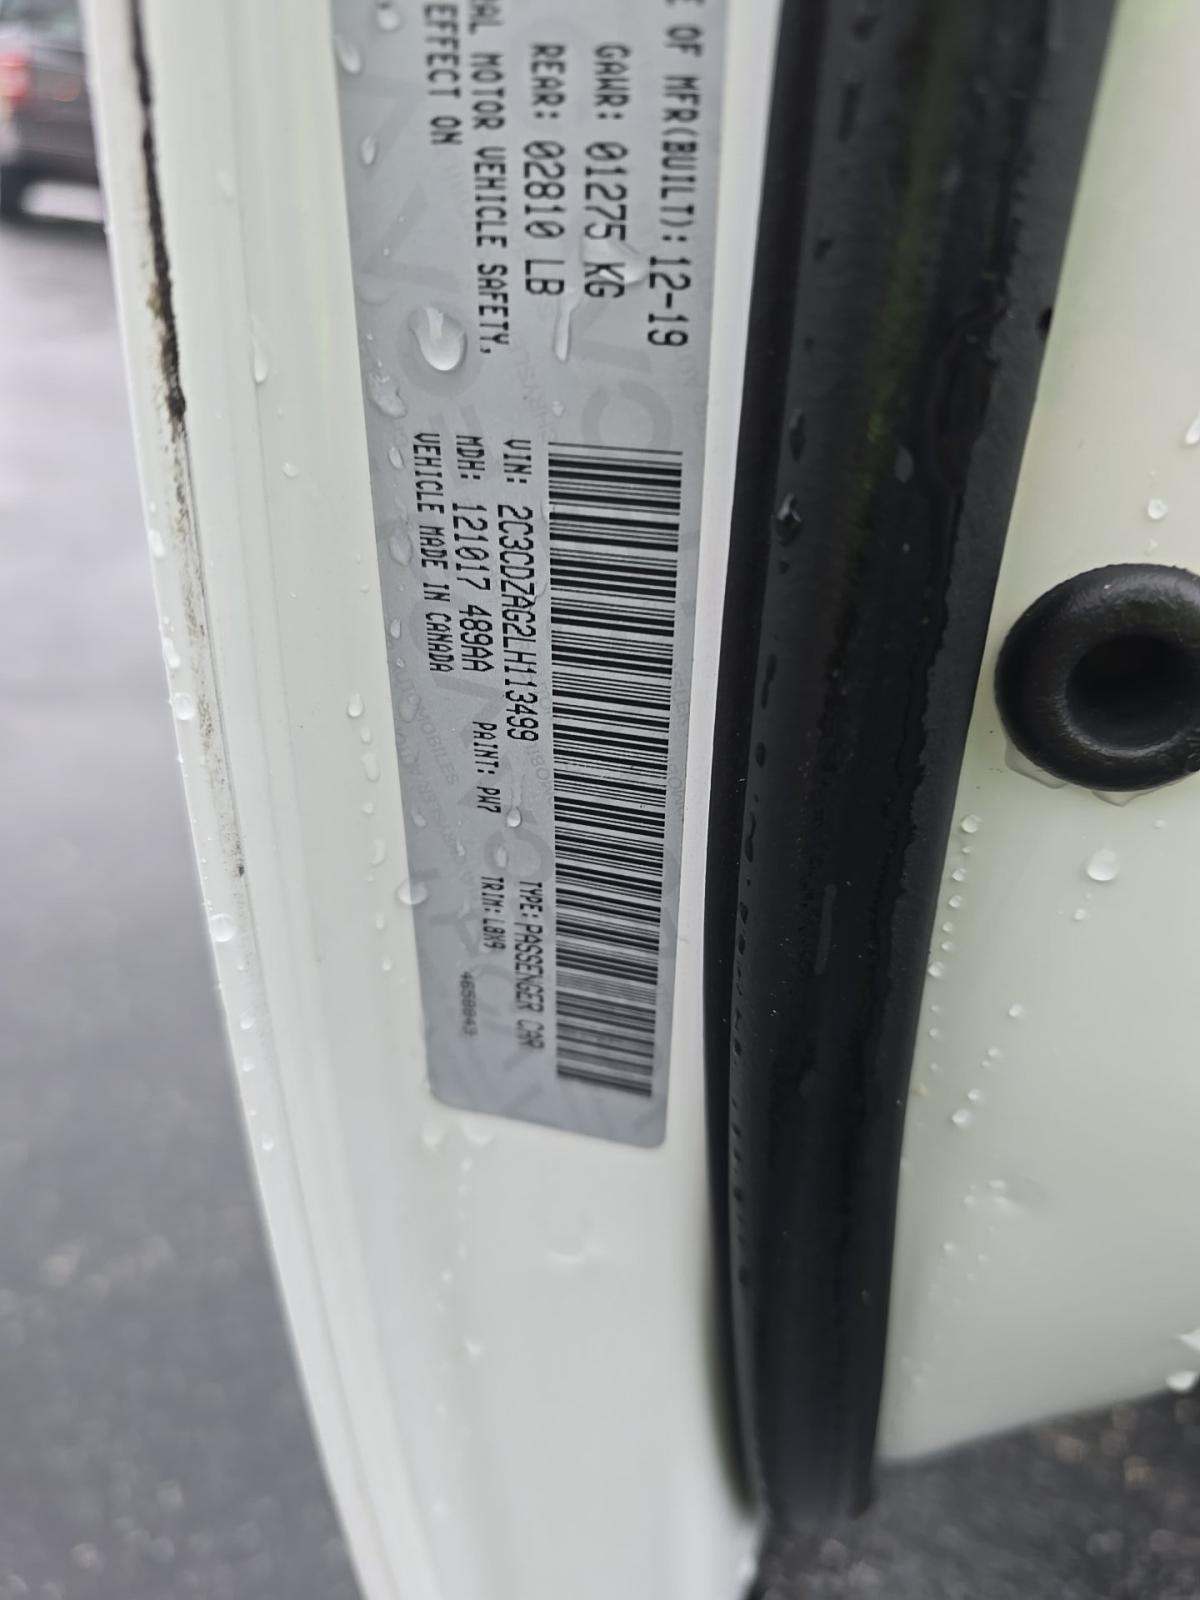 E OF MFR(BUILT): 12-19
GAWR: 01275 KG
REAR: 02810 LB
AL MOTOR VEHICLE SAFETY,
EFFECT ON
VIN: 2C3CDZAG2LH113499
TYPE: PASSENGER CAR
MDH: 121017 489AA
PAINT: PW7
TRIM: L8X9
VEHICLE MADE IN CANADA